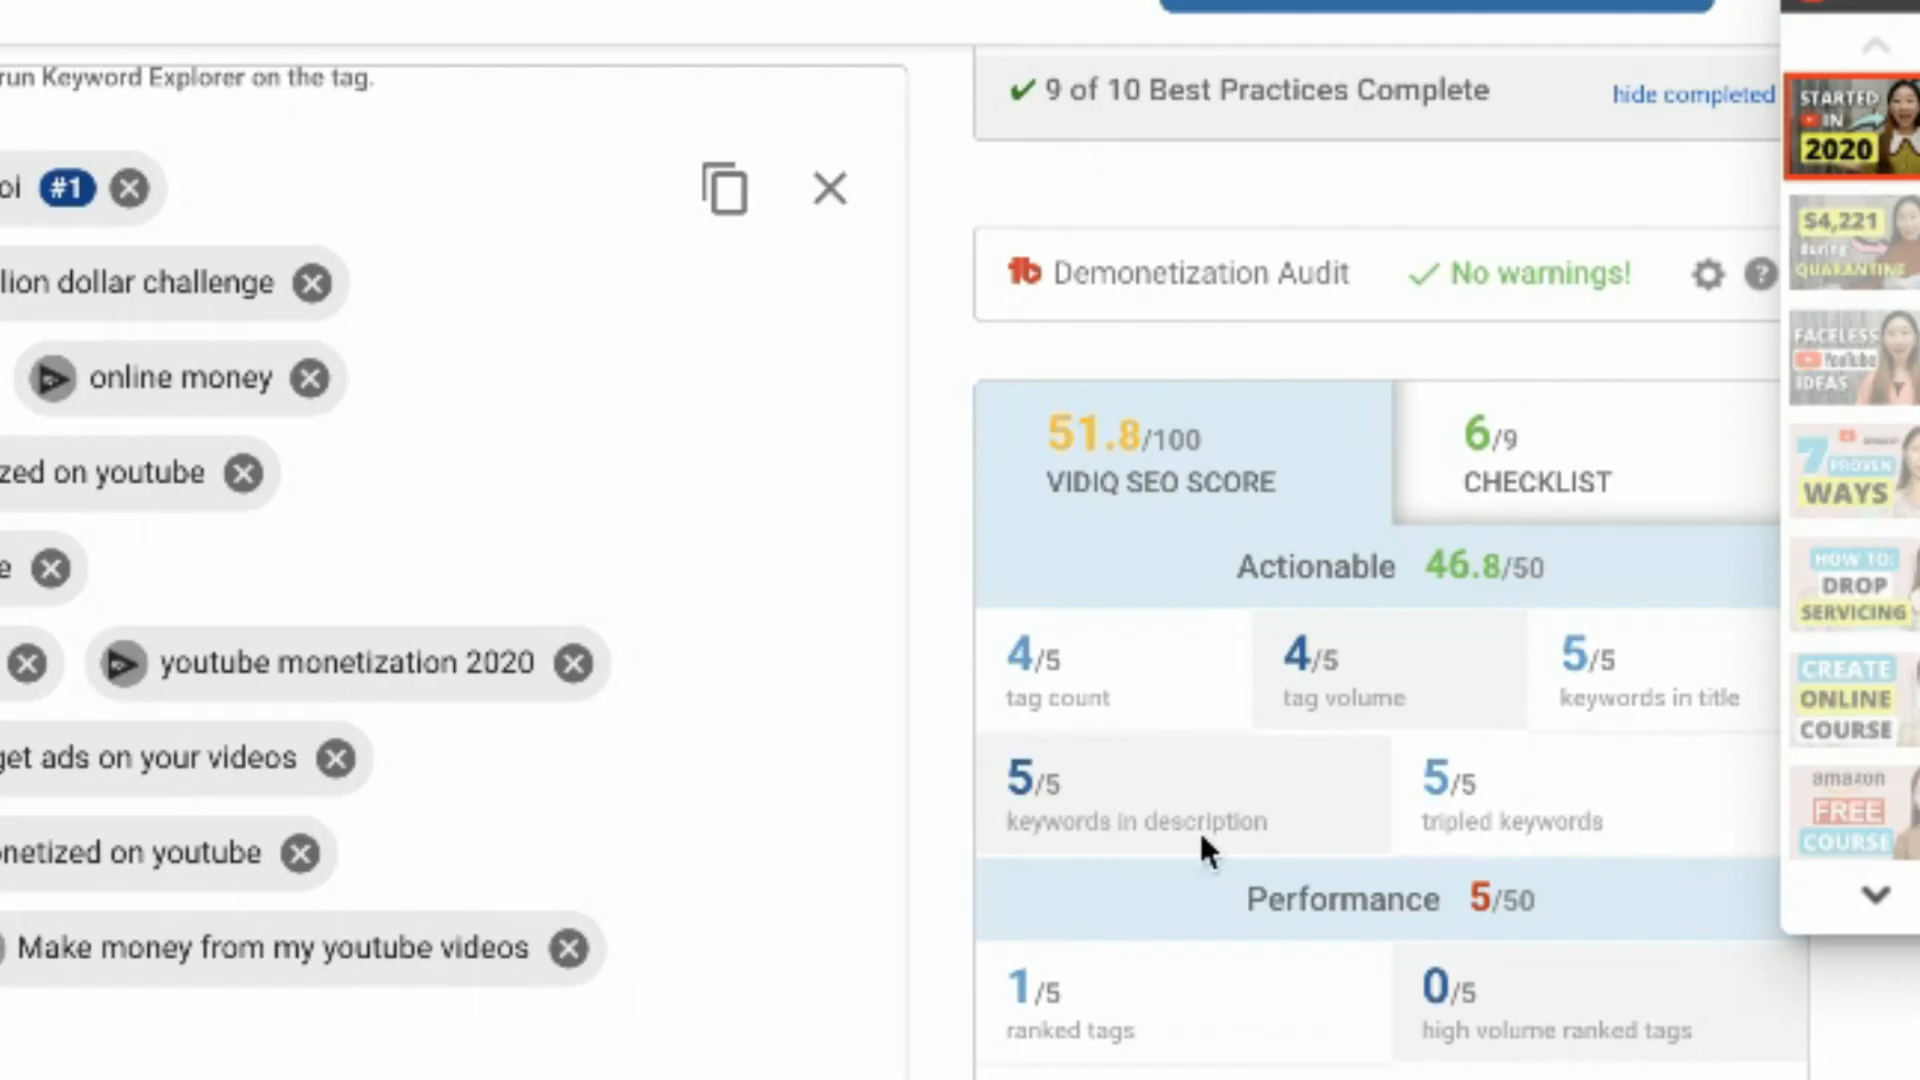 run Keyword Explorer on the tag.
oi #1
lion dollar challenge
online money
zed on youtube
e
youtube monetization 2020
get ads on your videos
onetized on youtube
Make money from my youtube videos
9 of 10 Best Practices Complete
hide completed
Demonetization Audit
No warnings!
?
51.8/100
VIDIQ SEO SCORE
6/9
CHECKLIST
Actionable 46.8/50
4/5
tag count
4/5
tag volume
5/5
keywords in title
5/5
keywords in description
5/5
tripled keywords
Performance 5/50
1/5
ranked tags
0/5
high volume ranked tags
STARTED
IN
2020
$4,221
during
QUARANTINE
FACELESS
YouTube
IDEAS
7 PROVEN
WAYS
HOW TO:
DROP
SERVICING
CREATE
ONLINE
COURSE
amazon
FREE
COURSE